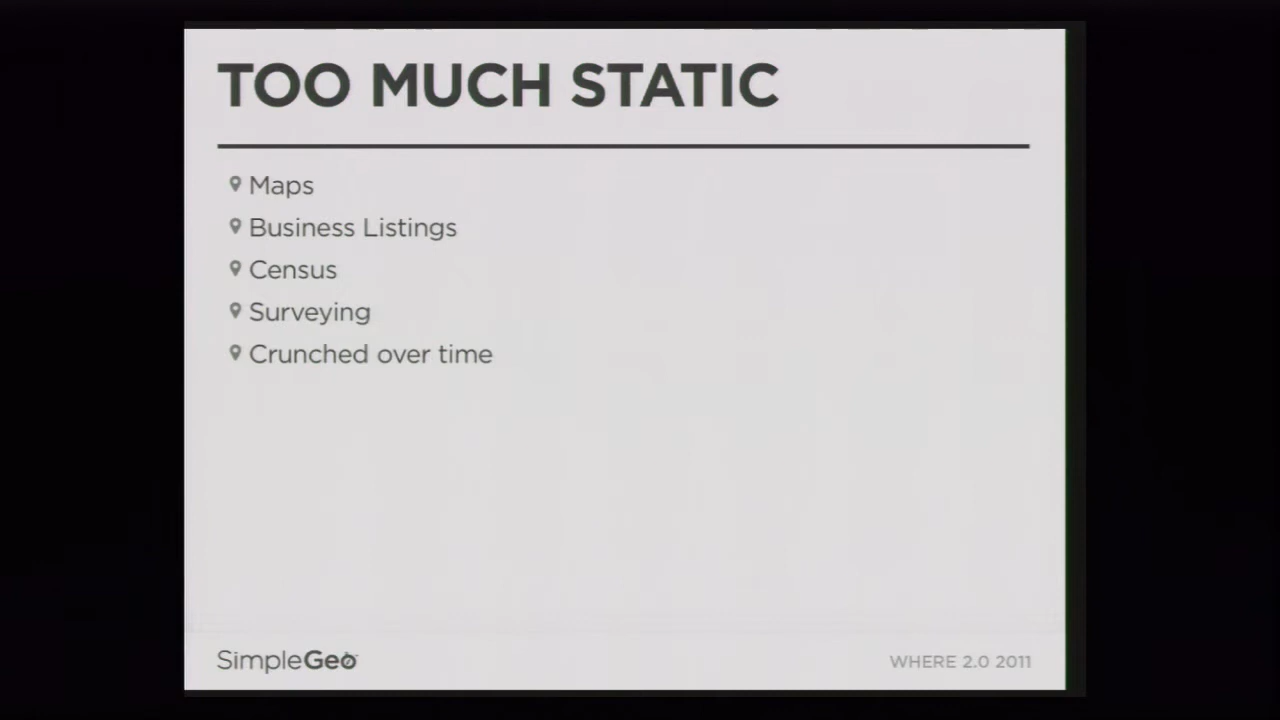 TOO MUCH STATIC
Maps
Business Listings
Census
Surveying
Crunched over time
SimpleGeo
WHERE 2.0 2011